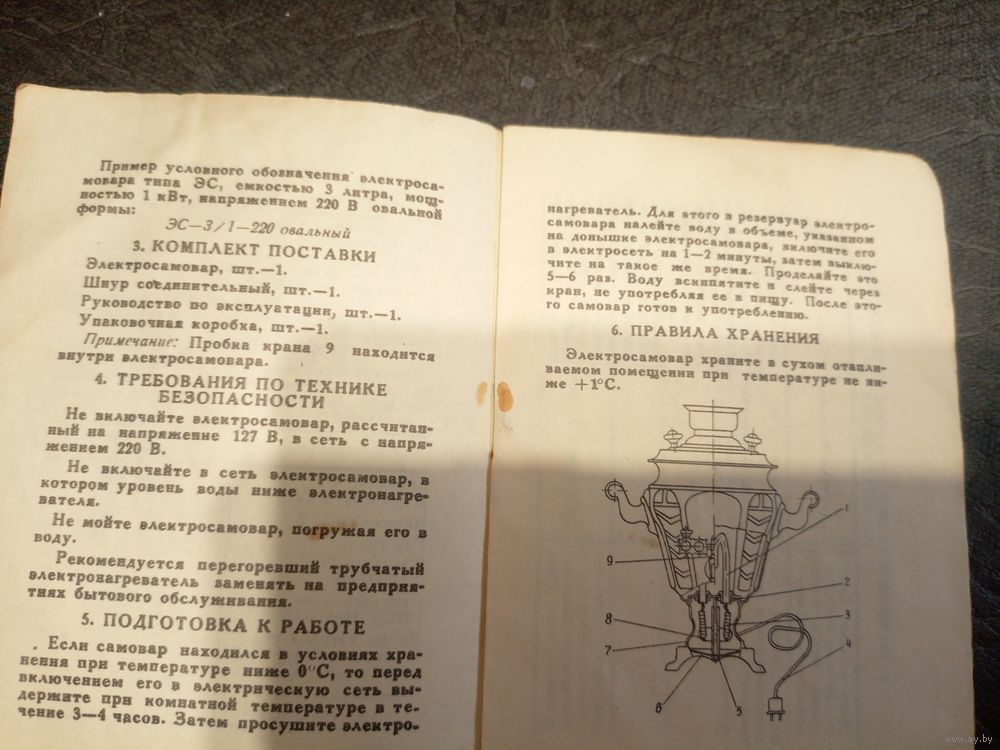 Пример условного обозначения электроса-
мовара типа ЭС, емкостью 3 литра, мощ-
ностью 1 кВт, напряжением 220 В овальной
формы:
ЭС—3/1—220 овальный
3. КОМПЛЕКТ ПОСТАВКИ
Электросамовар, шт.—1.
Шнур соединительный, шт.—1.
Руководство по эксплуатации, шт.—1.
Упаковочная коробка, шт.—1.
Примечание: Пробка крана 9 находится
внутри электросамовара.
4. ТРЕБОВАНИЯ ПО ТЕХНИКЕ
БЕЗОПАСНОСТИ
Не включайте электросамовар, рассчитан-
ный на напряжение 127 В, в сеть с напря-
жением 220 В.
Не включайте в сеть электросамовар, в
котором уровень воды ниже электронагре-
вателя.
Не мойте электросамовар, погружая его в
воду.
Рекомендуется перегоревший трубчатый
электронагреватель заменять на предприя-
тиях бытового обслуживания.
5. ПОДГОТОВКА К РАБОТЕ
Если самовар находился в условиях хра-
нения при температуре ниже 0°С, то перед
включением его в электрическую сеть вы-
держите при комнатной температуре в те-
чение 3—4 часов. Затем просушите электро-
нагреватель. Для этого в резервуар электро-
самовара налейте воду в объеме, указанном
на донышке электросамовара, включите его
в электросеть на 1—2 минуты, затем выклю-
чите на такое же время. Проделайте это
5—6 раз. Воду вскипятите и слейте через
кран, не употребляя ее в пищу. После это-
го самовар готов к употреблению.
6. ПРАВИЛА ХРАНЕНИЯ
Электросамовар храните в сухом отапли-
ваемом помещении при температуре не ни-
же +1°С.
1
9
2
8
3
7
4
6
5
www.ay.by